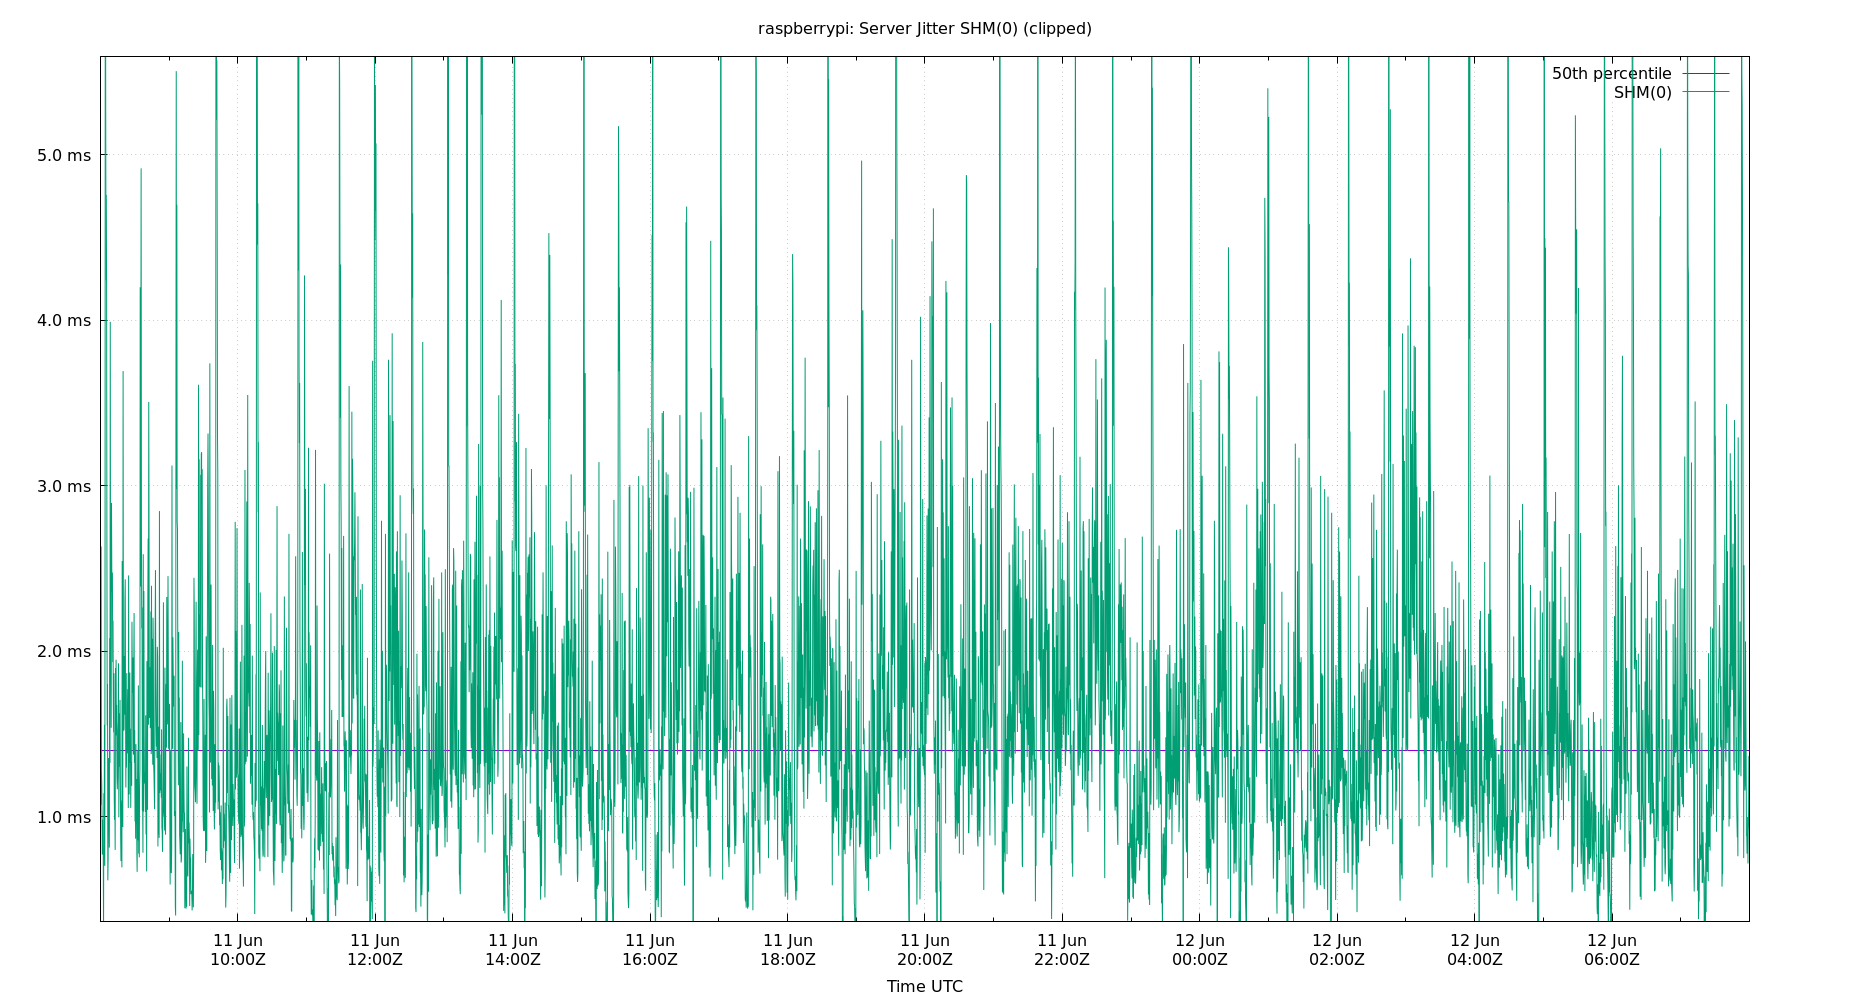 raspberrypi: Server Jitter SHM(0) (clipped)
50th percentile
SHM(0)
5.0 ms
4.0 ms
3.0 ms
2.0 ms
1.0 ms
11 Jun 11 Jun 11 Jun 11 Jun 11 Jun 11 Jun 11 Jun 12 Jun 12 Jun 12 Jun 12 Jun
10:00Z 12:00Z 14:00Z 16:00Z 18:00Z 20:00Z 22:00Z 00:00Z 02:00Z 04:00Z 06:00Z
Time UTC